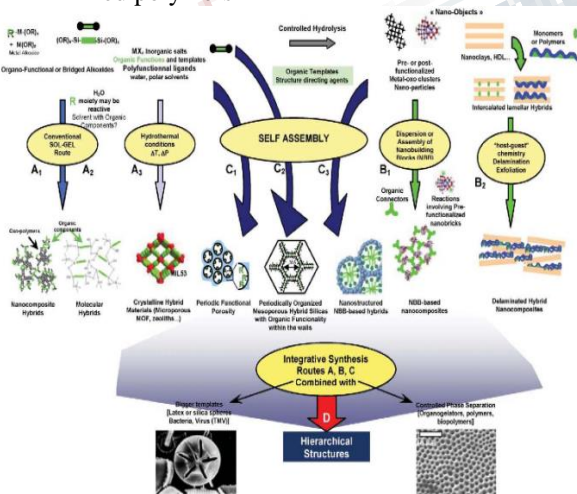 « Nano-Objects »
Controlled Hydrolysis
Monomers
or Polymers
R -M-(OR)ₓ
+ M(OR)ₙ
Metal Alkoxide
(OR)ₓ-Si- -Si-(OR)ₓ
Organo-Functional or Bridged Alkoxides
MXₙ inorganic salts
Organic Functions and templates
Polyfunctionnal ligands
water, polar solvents
Organic Templates
Structure directing agents
Pre- or
post-
functionalized
Metal-oxo clusters
Nano-particles
Nanoclays, HDL...
Intercalated lamellar Hybrids
H₂O
R moiety may be
reactive
Solvent with Organic
Components?
Conventional
SOL-GEL
Route
Hydrothermal
conditions
ΔT, ΔP
SELF ASSEMBLY
Dispersion or
Assembly of
Nanobuilding
Blocks (NBB)
"host-guest"
chemistry
Delamination
Exfoliation
A₁
A₂
A₃
C₁
C₂
C₃
B₁
B₂
Organic
Connectors
Reactions
involving Pre-
functionalized
nanobricks
Organic
components
MIL53
Nanocomposite
Hybrids
Molecular
Hybrids
Crystalline Hybrid
Materials (Microporous
MOF, zeolites...)
Periodic Functional
Porosity
Periodically Organized
Mesoporous Hybrid Silicas
with Organic Funcionality
within the walls
Nanostructured
NBB-based hybrids
NBB-based
nanocomposites
Delaminated Hybrid
Nanocomposites
Integrative Synthesis
Routes A, B, C
Combined with
Bigger templates
[Latex or silica spheres
Bacteria, Virus (TMV)]
Controlled Phase Separation
[Organogelators, polymers,
biopolymers]
D
Hierarchical
Structures